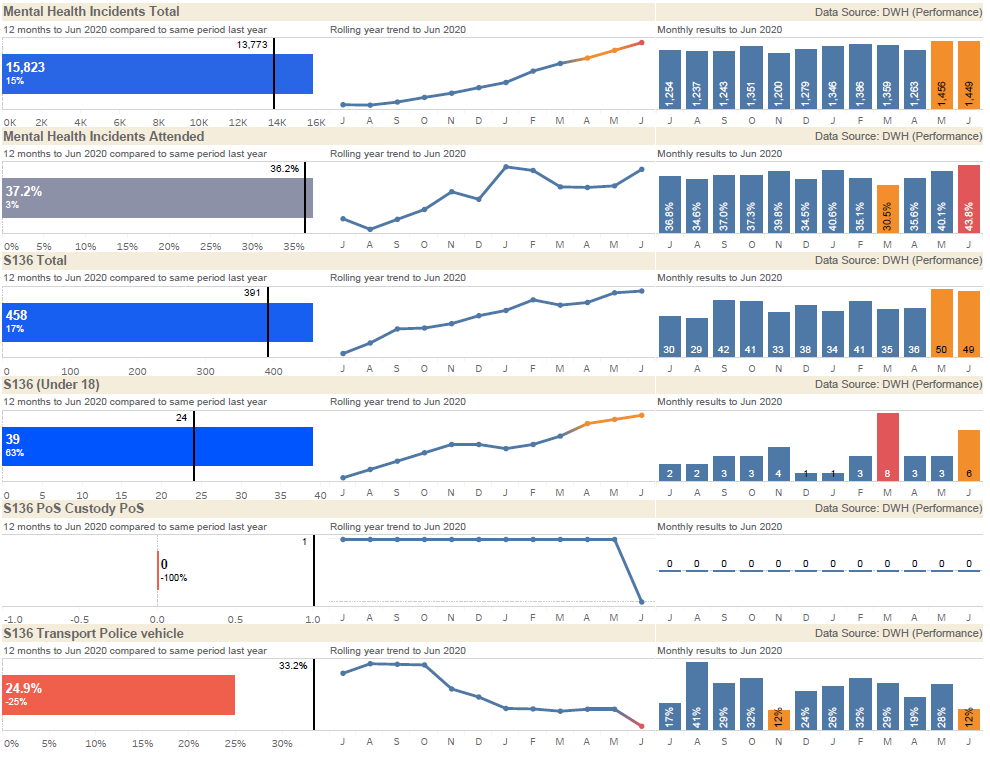 Mental Health Incidents Total Data Source: DWH (Performance)
12 months to Jun 2020 compared to same period last year Rolling year trend to Jun 2020 Monthly results to Jun 2020
13,773
15,823
15%
1,254 1,237 1,243 1,351 1,200 1,279 1,346 1,386 1,359 1,263 1,456 1,449
0K 2K 4K 6K 8K 10K 12K 14K 16K J A S O N D J F M A M J J A S O N D J F M A M J
Mental Health Incidents Attended Data Source: DWH (Performance)
12 months to Jun 2020 compared to same period last year Rolling year trend to Jun 2020 Monthly results to Jun 2020
36.2%
37.2%
3%
36.8% 34.6% 37.0% 37.3% 39.8% 34.5% 40.6% 35.1% 30.5% 35.6% 40.1% 43.8%
0% 5% 10% 15% 20% 25% 30% 35% J A S O N D J F M A M J J A S O N D J F M A M J
S136 Total Data Source: DWH (Performance)
12 months to Jun 2020 compared to same period last year Rolling year trend to Jun 2020 Monthly results to Jun 2020
391
458
17%
30 29 42 41 33 38 34 41 35 36 50 49
0 100 200 300 400 J A S O N D J F M A M J J A S O N D J F M A M J
S136 (Under 18) Data Source: DWH (Performance)
12 months to Jun 2020 compared to same period last year Rolling year trend to Jun 2020 Monthly results to Jun 2020
24
39
63%
2 2 3 3 4 1 1 3 8 3 3 6
0 5 10 15 20 25 30 35 40 J A S O N D J F M A M J J A S O N D J F M A M J
S136 PoS Custody PoS Data Source: DWH (Performance)
12 months to Jun 2020 compared to same period last year Rolling year trend to Jun 2020 Monthly results to Jun 2020
1
0
-100%
0 0 0 0 0 0 0 0 0 0 0 0
-1.0 -0.5 0.0 0.5 1.0 J A S O N D J F M A M J J A S O N D J F M A M J
S136 Transport Police vehicle Data Source: DWH (Performance)
12 months to Jun 2020 compared to same period last year Rolling year trend to Jun 2020 Monthly results to Jun 2020
33.2%
24.9%
-25%
17% 41% 29% 32% 12% 24% 26% 32% 29% 19% 28% 12%
0% 5% 10% 15% 20% 25% 30% J A S O N D J F M A M J J A S O N D J F M A M J